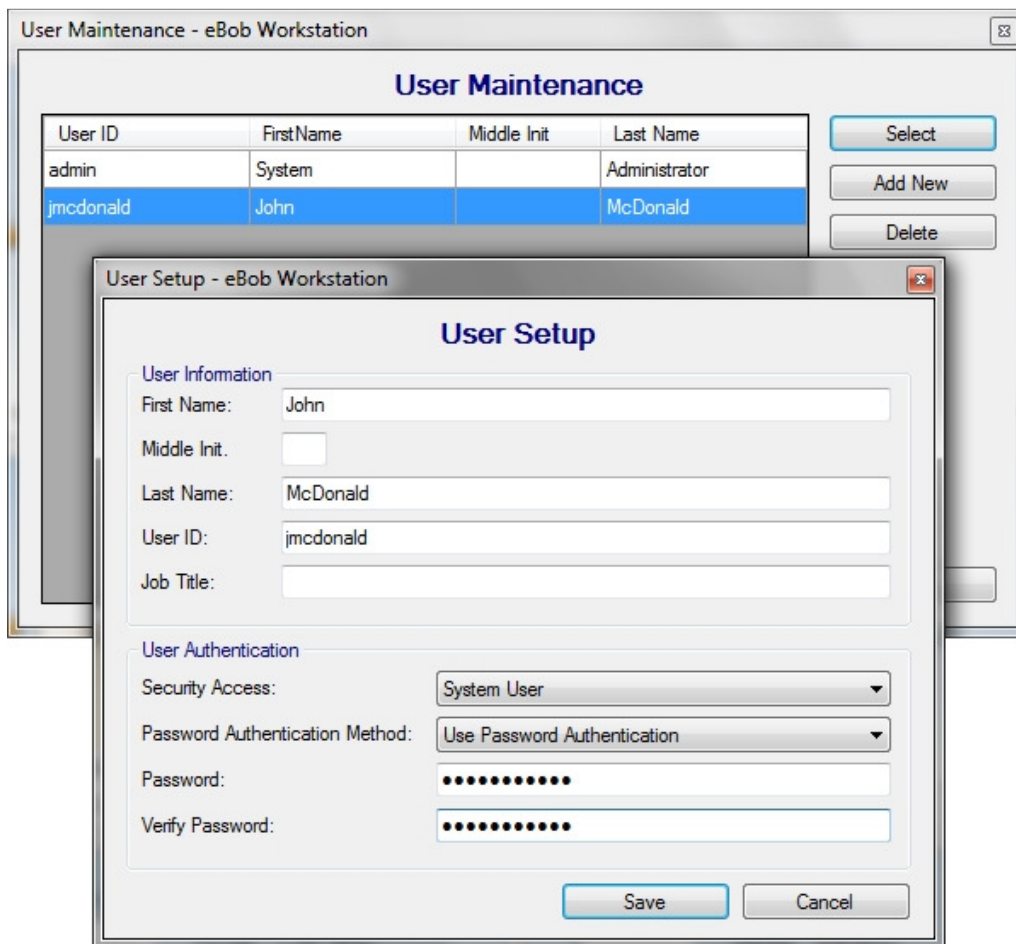 User Maintenance - eBob Workstation
User Maintenance
User ID FirstName Middle Init Last Name
admin System Administrator
jmcdonald John McDonald
Select
Add New
Delete
User Setup - eBob Workstation
User Setup
User Information
First Name: John
Middle Init.
Last Name: McDonald
User ID: jmcdonald
Job Title:
User Authentication
Security Access: System User
Password Authentication Method: Use Password Authentication
Password: ●●●●●●●●●●●
Verify Password: ●●●●●●●●●●●
Save Cancel